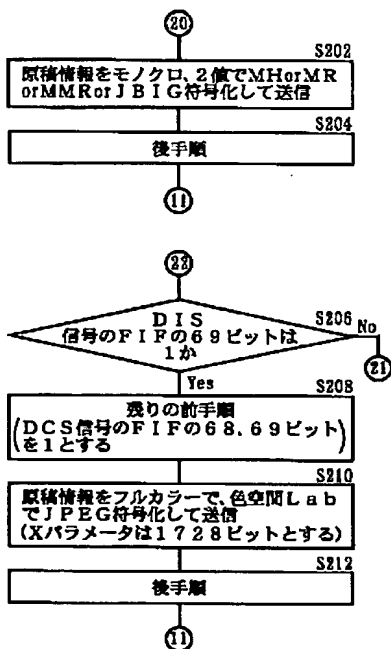 20
S202
原稿情報をモノクロ、2値でMHorMR
orMMRorJBIG符号化して送信
S204
後手順
11
22
S206
DIS
信号のFIFの69ビットは
1か
No
21
Yes
S208
残りの前手順
(DCS信号のFIFの68.69ビット)
を1とする
S210
原稿情報をフルカラーで、色空間Lab
でJPEG符号化して送信
(Xパラメータは1728ビットとする)
S212
後手順
11